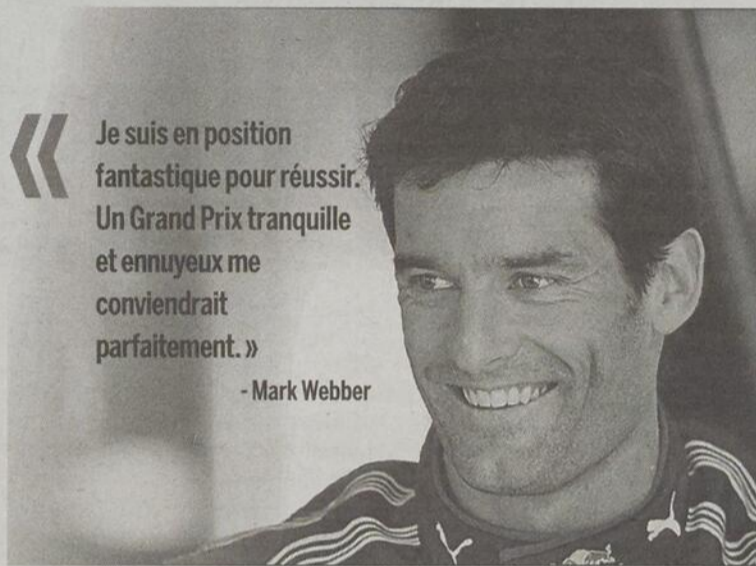 «
Je suis en position
fantastique pour réussir.
Un Grand Prix tranquille
et ennuyeux me
conviendrait
parfaitement. »
- Mark Webber